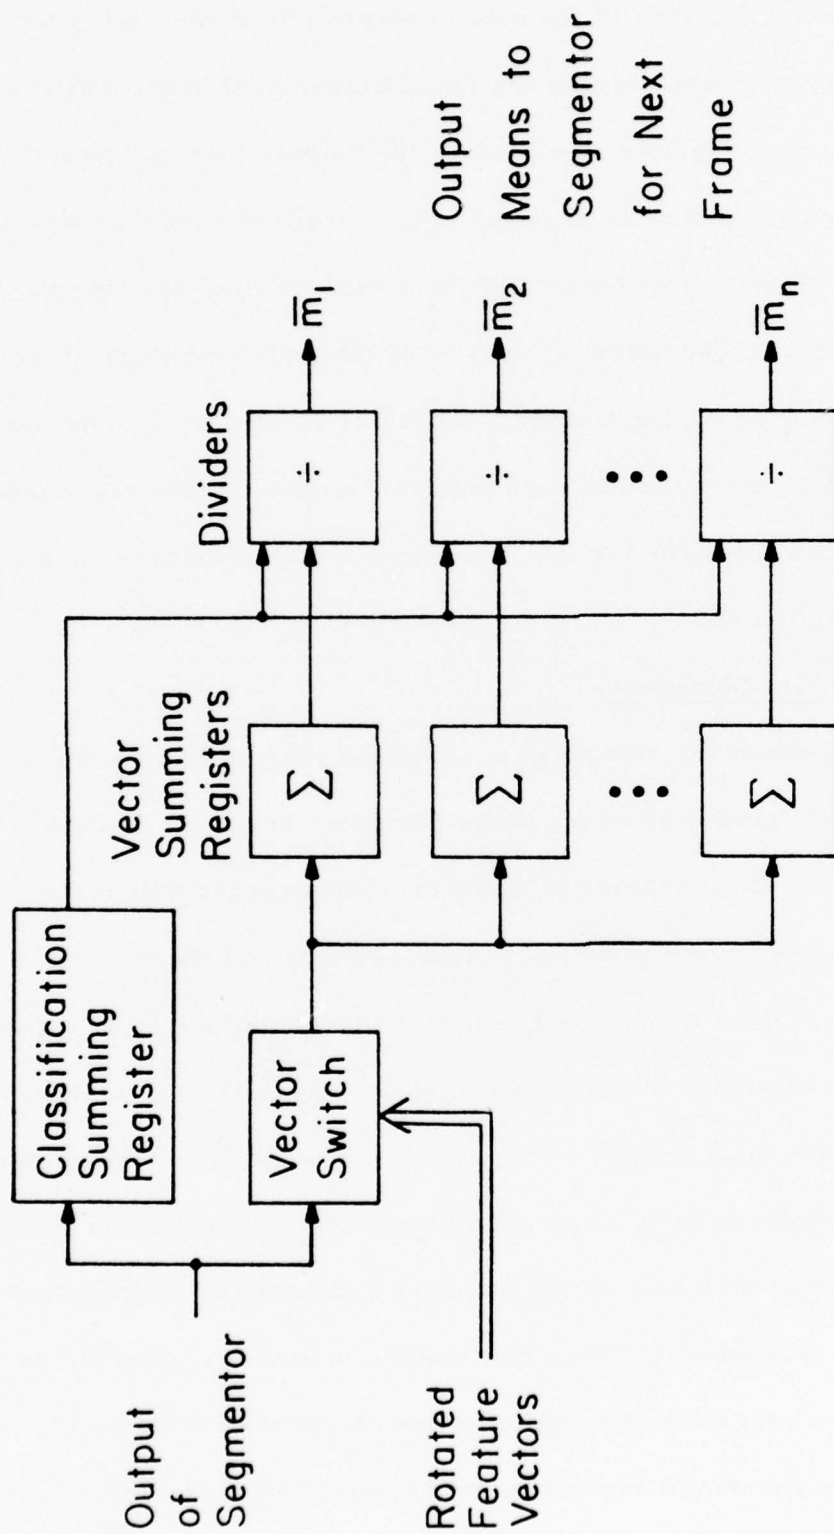 Output
of
Segmentor
Rotated
Feature
Vectors
Classification
Summing
Register
Vector
Switch
Vector
Summing
Registers
Σ
Σ
Σ
Dividers
÷
÷
÷
m̅₁
m̅₂
m̅ₙ
Output
Means to
Segmentor
for Next
Frame